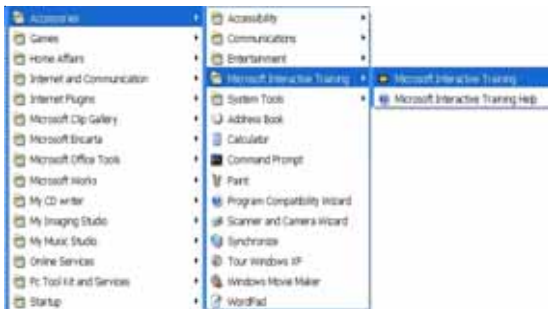 Accessories
Games
Home Affairs
Internet and Communication
Internet Plugins
Microsoft Clip Gallery
Microsoft Encarta
Microsoft Office Tools
Microsoft Works
My CD writer
My Imaging Studio
My Music Studio
Online Services
Pc Tool Kit and Services
Startup
Accessibility
Communications
Entertainment
Microsoft Interactive Training
System Tools
Address Book
Calculator
Command Prompt
Paint
Program Compatibility Wizard
Scanner and Camera Wizard
Synchronize
Tour Windows XP
Windows Movie Maker
WordPad
Microsoft Interactive Training
Microsoft Interactive Training Help